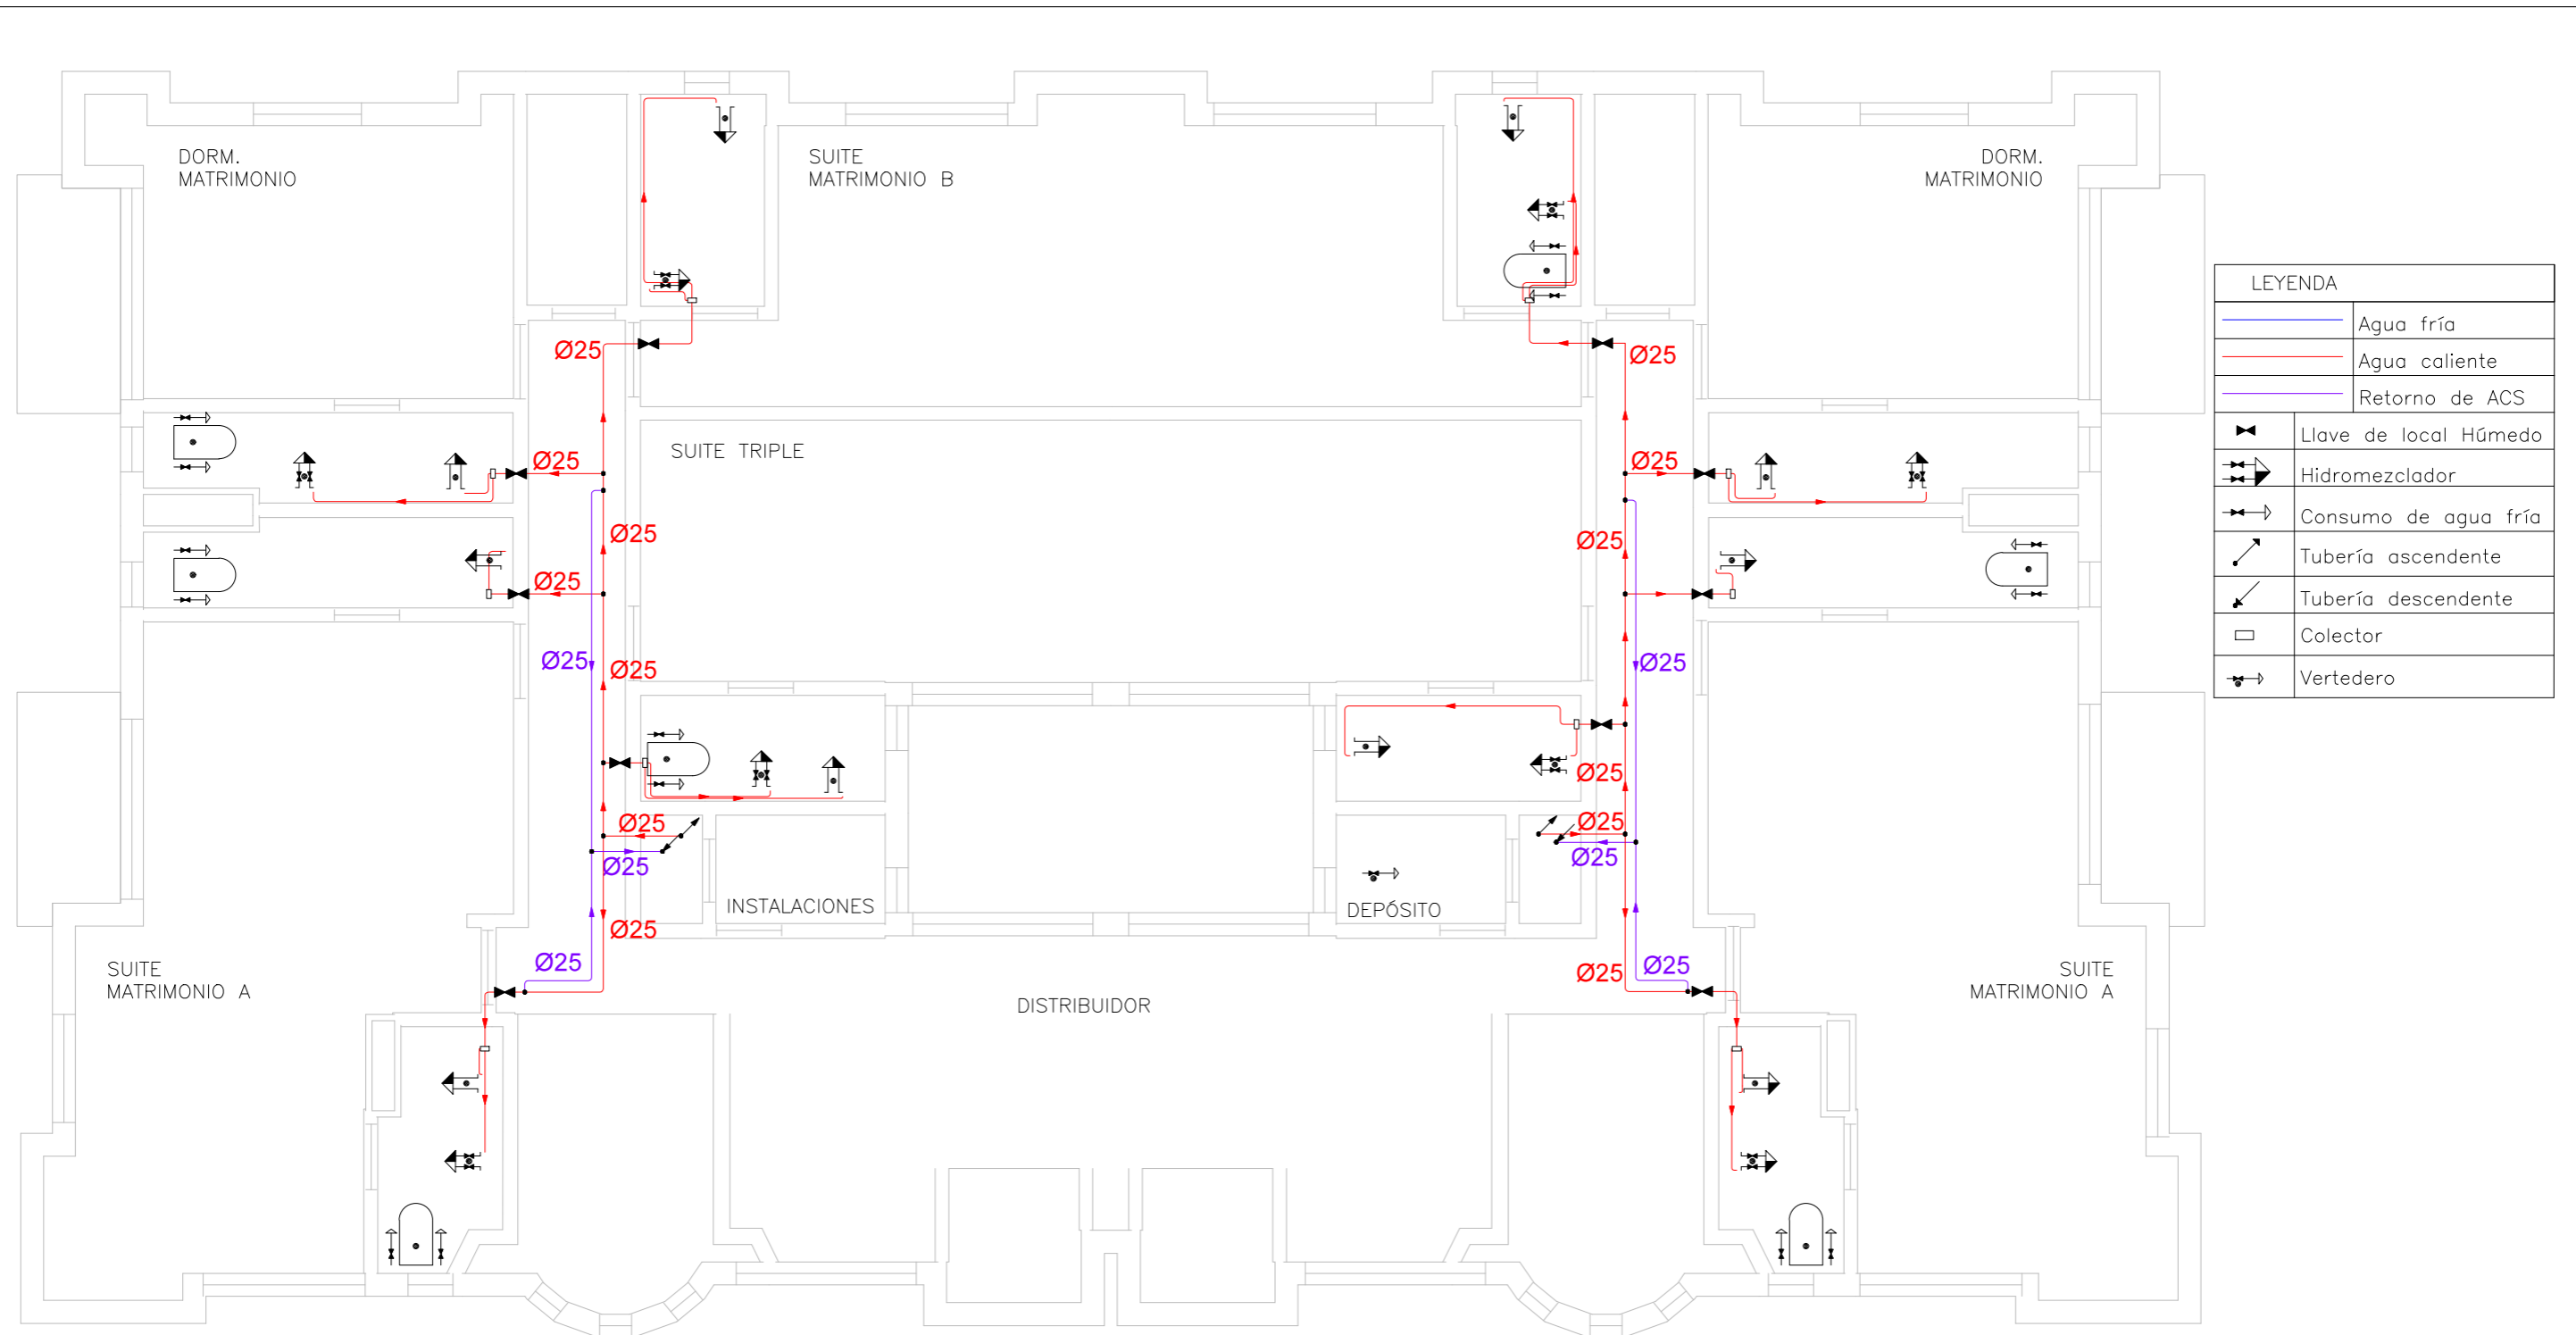 DORM.
MATRIMONIO
SUITE
MATRIMONIO B
DORM.
MATRIMONIO
LEYENDA
Agua fría
Agua caliente
Retorno de ACS
Llave de local Húmedo
Hidromezclador
Consumo de agua fría
Tubería ascendente
Tubería descendente
Colector
Vertedero
Ø25
Ø25
SUITE TRIPLE
Ø25
Ø25
Ø25
Ø25
Ø25
Ø25
Ø25
Ø25
Ø25
Ø25
Ø25
Ø25
Ø25
Ø25
INSTALACIONES
DEPÓSITO
Ø25
SUITE
MATRIMONIO A
Ø25
Ø25
Ø25
SUITE
MATRIMONIO A
DISTRIBUIDOR